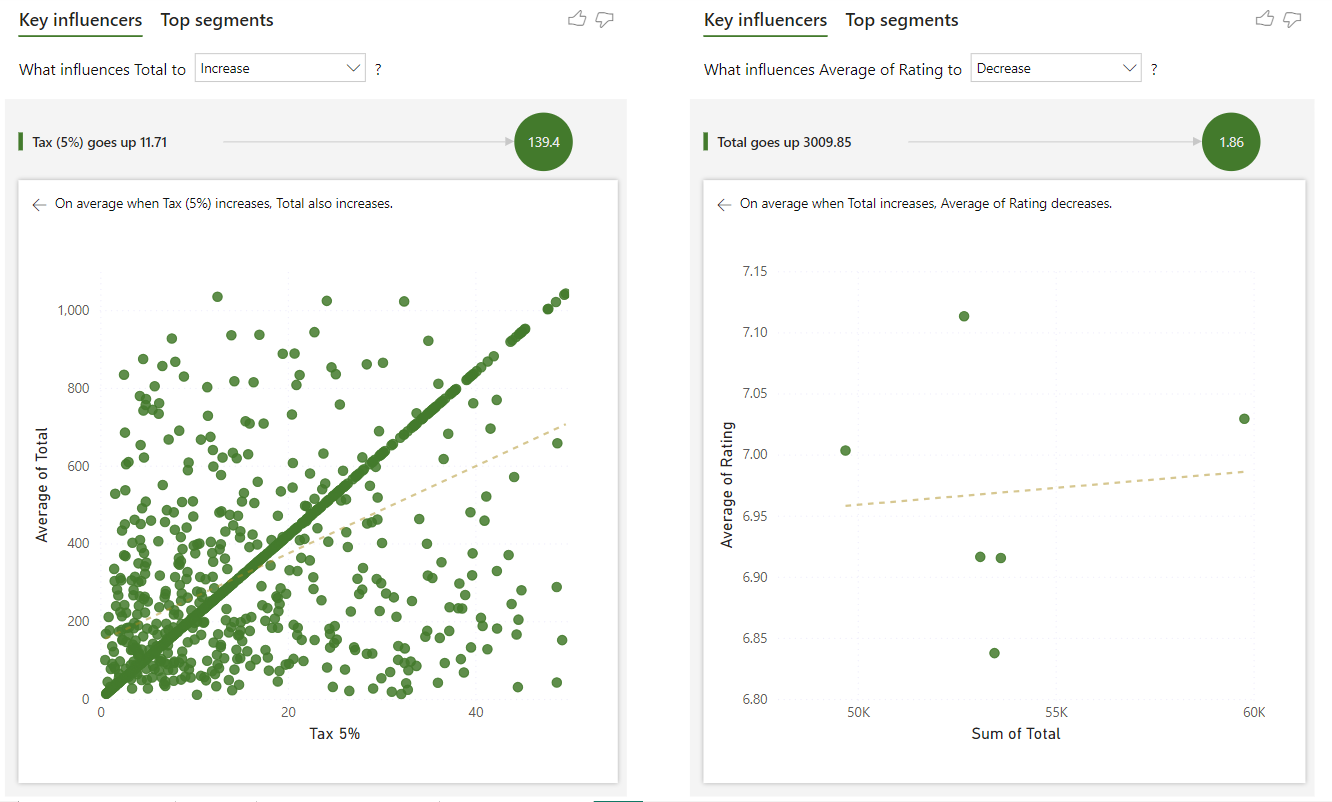 Key influencers Top segments
What influences Total to Increase ?
Tax (5%) goes up 11.71 139.4
On average when Tax (5%) increases, Total also increases.
1,000
800
600
400
200
0
Average of Total
0 20 40
Tax 5%
Key influencers Top segments
What influences Average of Rating to Decrease ?
Total goes up 3009.85 1.86
On average when Total increases, Average of Rating decreases.
7.15
7.10
7.05
7.00
6.95
6.90
6.85
6.80
Average of Rating
50K 55K 60K
Sum of Total